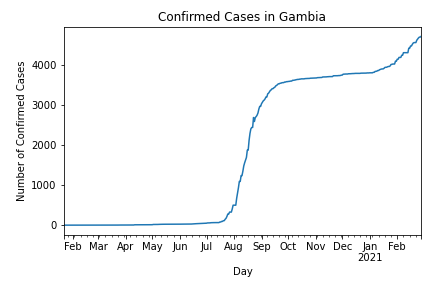 Confirmed Cases in Gambia
Number of Confirmed Cases
4000
3000
2000
1000
0
Feb Mar Apr May Jun Jul Aug Sep Oct Nov Dec Jan Feb
2021
Day